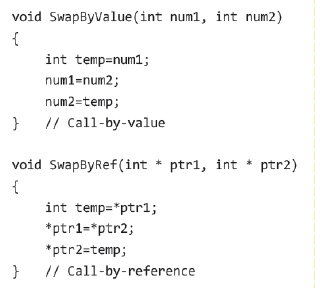 void SwapByValue(int num1, int num2)
{
    int temp=num1;
    num1=num2;
    num2=temp;
}   // Call-by-value

void SwapByRef(int * ptr1, int * ptr2)
{
    int temp=*ptr1;
    *ptr1=*ptr2;
    *ptr2=temp;
}   // Call-by-reference